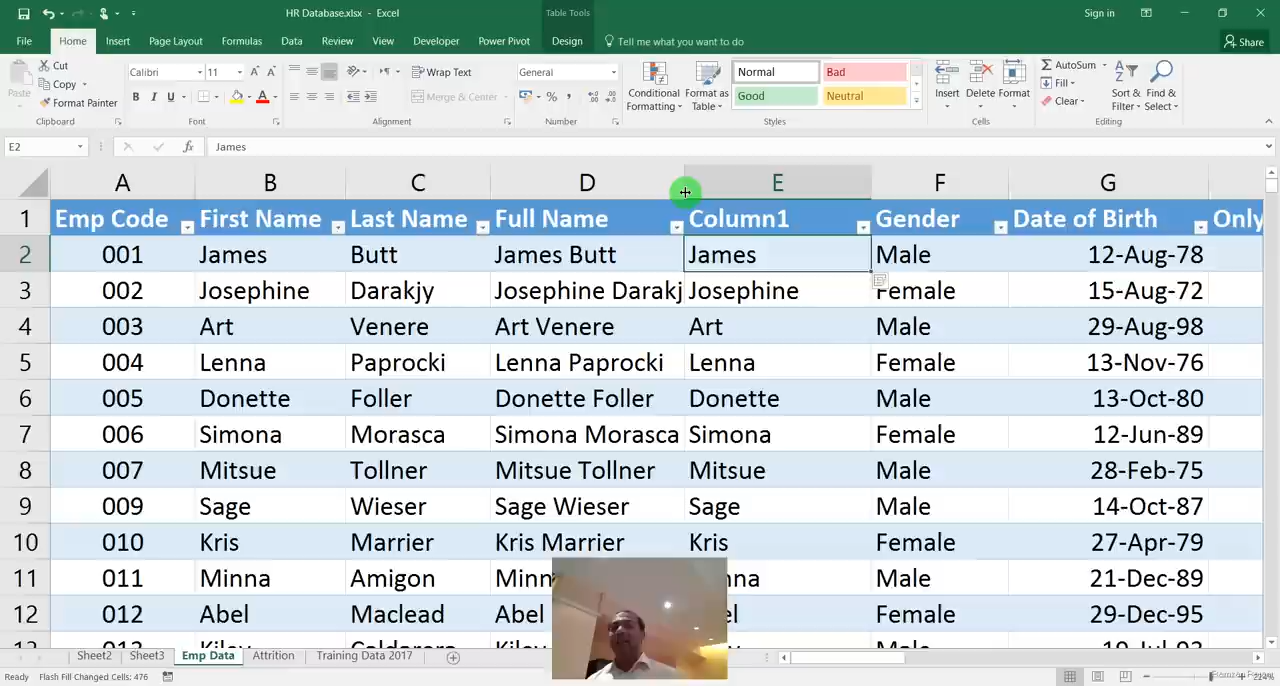 HR Database.xlsx - Excel
Table Tools
Sign in
File Home Insert Page Layout Formulas Data Review View Developer Power Pivot Design Tell me what you want to do Share
Paste
Cut
Copy
Format Painter
Clipboard
Calibri 11
B I U
Font
Wrap Text
Merge & Center
Alignment
General
% ,
Number
Conditional Formatting
Format as Table
Normal Bad
Good Neutral
Styles
Insert Delete Format
Cells
AutoSum
Fill
Clear
Sort & Filter
Find & Select
Editing
E2 fx James
A B C D E F G
1 Emp Code First Name Last Name Full Name Column1 Gender Date of Birth Only
2 001 James Butt James Butt James Male 12-Aug-78
3 002 Josephine Darakjy Josephine Darakj Josephine Female 15-Aug-72
4 003 Art Venere Art Venere Art Male 29-Aug-98
5 004 Lenna Paprocki Lenna Paprocki Lenna Female 13-Nov-76
6 005 Donette Foller Donette Foller Donette Male 13-Oct-80
7 006 Simona Morasca Simona Morasca Simona Female 12-Jun-89
8 007 Mitsue Tollner Mitsue Tollner Mitsue Male 28-Feb-75
9 009 Sage Wieser Sage Wieser Sage Male 14-Oct-87
10 010 Kris Marrier Kris Marrier Kris Female 27-Apr-79
11 011 Minna Amigon Minn nna Male 21-Dec-89
12 012 Abel Maclead Abel el Female 29-Dec-95
Sheet2 Sheet3 Emp Data Attrition Training Data 2017
Ready Flash Fill Changed Cells: 476